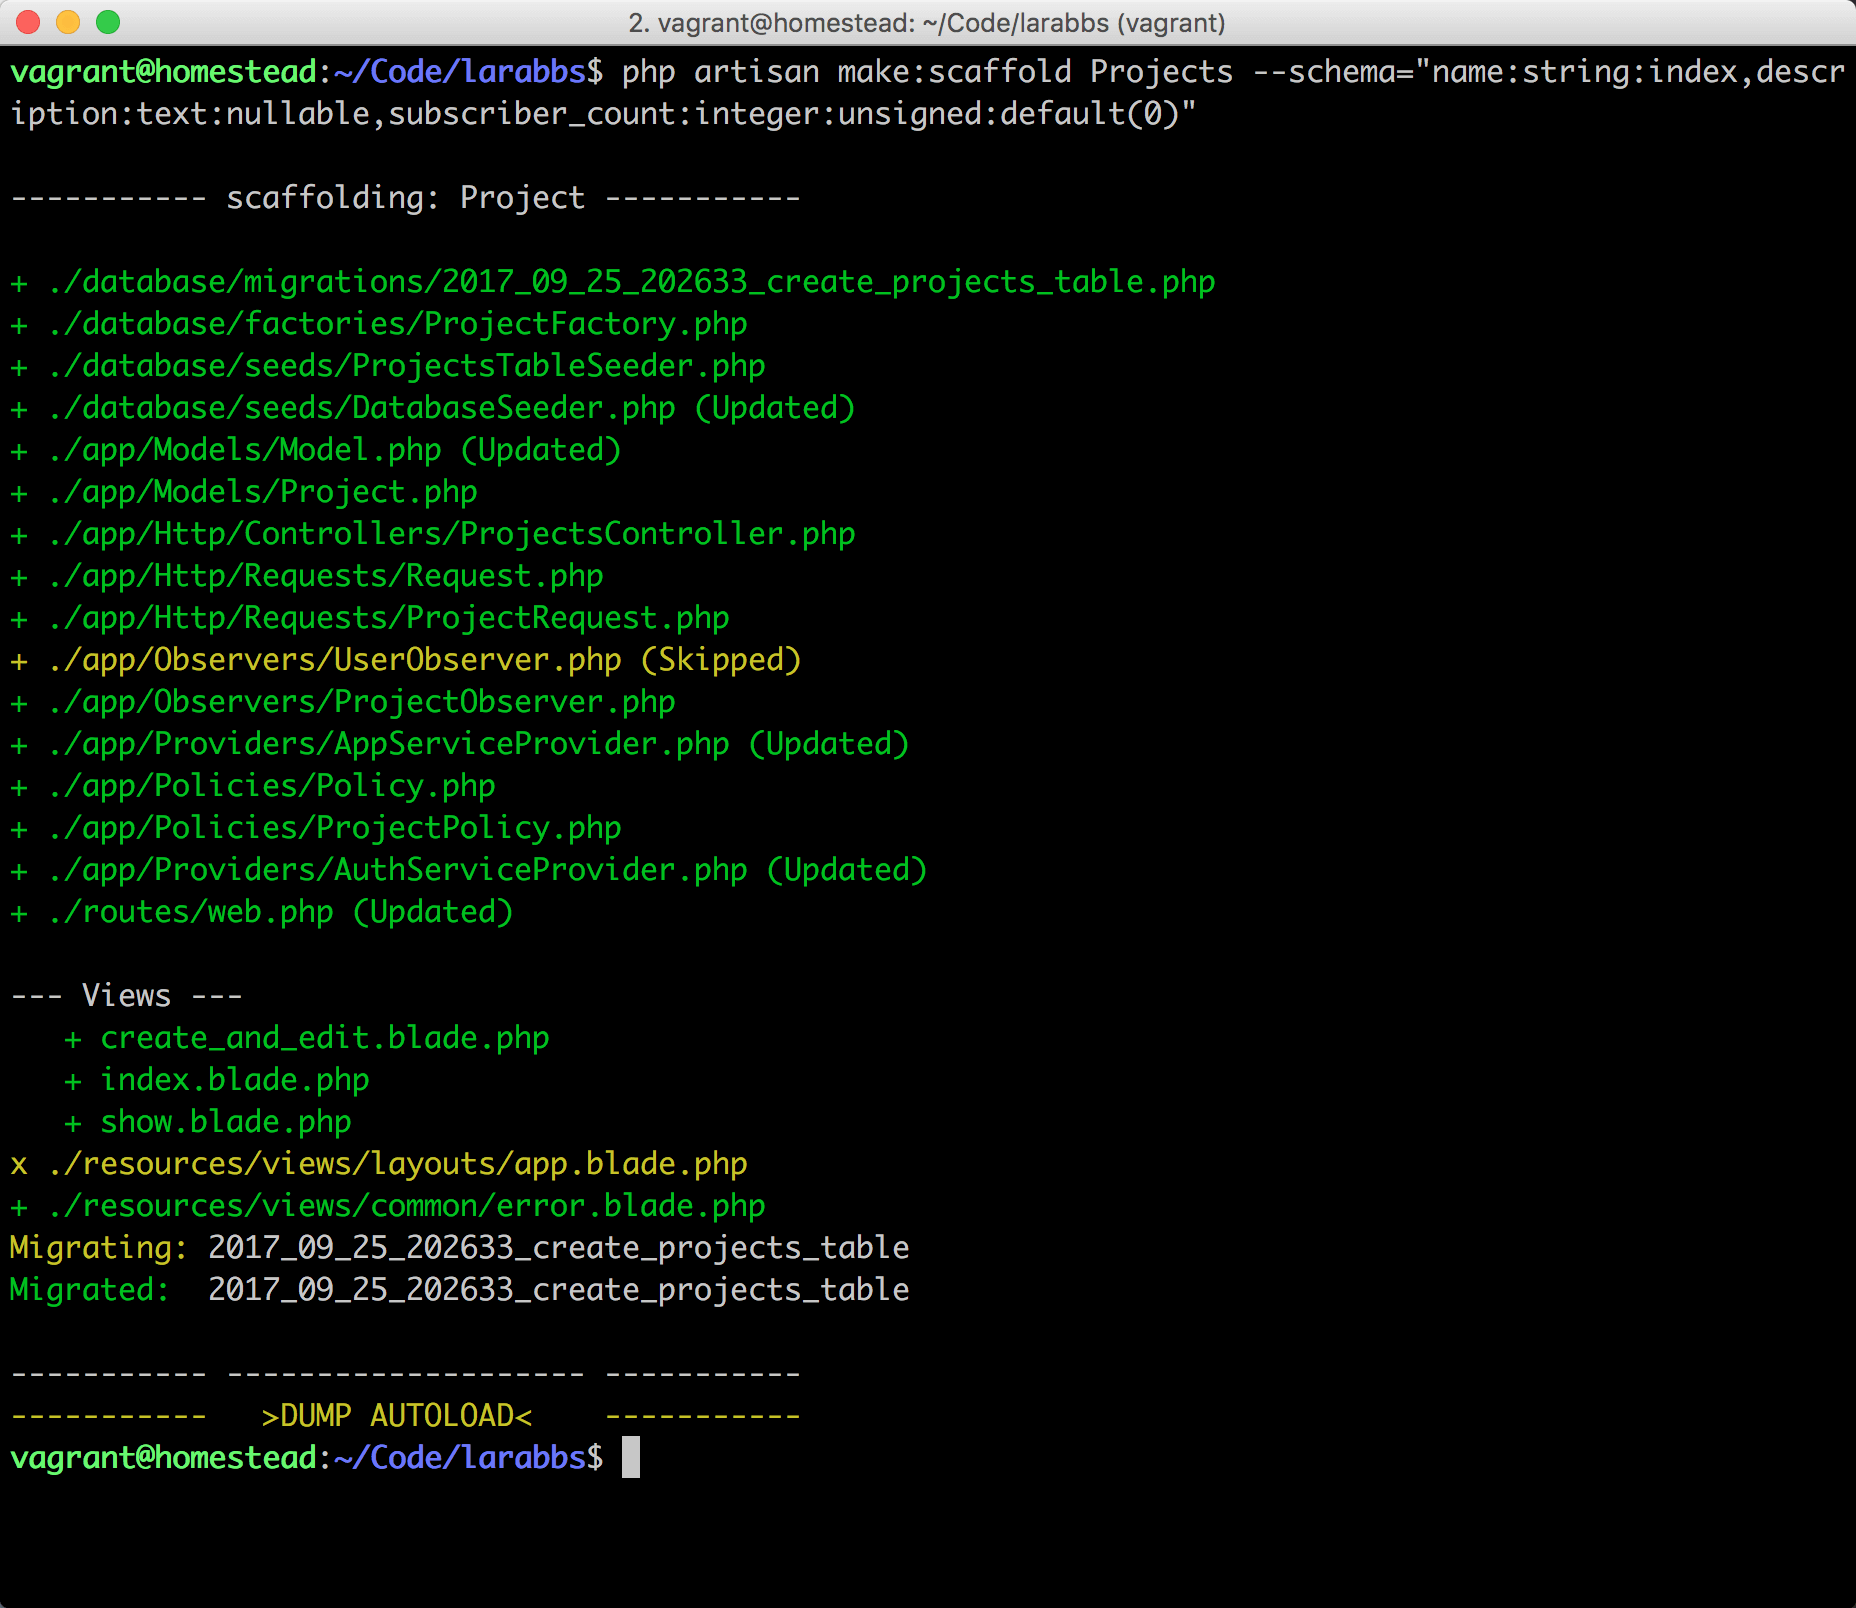 2. vagrant@homestead: ~/Code/larabbs (vagrant)
vagrant@homestead:~/Code/larabbs$ php artisan make:scaffold Projects --schema="name:string:index,descr
iption:text:nullable,subscriber_count:integer:unsigned:default(0)"
----------- scaffolding: Project -----------
+ ./database/migrations/2017_09_25_202633_create_projects_table.php
+ ./database/factories/ProjectFactory.php
+ ./database/seeds/ProjectsTableSeeder.php
+ ./database/seeds/DatabaseSeeder.php (Updated)
+ ./app/Models/Model.php (Updated)
+ ./app/Models/Project.php
+ ./app/Http/Controllers/ProjectsController.php
+ ./app/Http/Requests/Request.php
+ ./app/Http/Requests/ProjectRequest.php
+ ./app/Observers/UserObserver.php (Skipped)
+ ./app/Observers/ProjectObserver.php
+ ./app/Providers/AppServiceProvider.php (Updated)
+ ./app/Policies/Policy.php
+ ./app/Policies/ProjectPolicy.php
+ ./app/Providers/AuthServiceProvider.php (Updated)
+ ./routes/web.php (Updated)
--- Views ---
   + create_and_edit.blade.php
   + index.blade.php
   + show.blade.php
x ./resources/views/layouts/app.blade.php
+ ./resources/views/common/error.blade.php
Migrating: 2017_09_25_202633_create_projects_table
Migrated:  2017_09_25_202633_create_projects_table
----------- -------------------- -----------
-----------   >DUMP AUTOLOAD<    -----------
vagrant@homestead:~/Code/larabbs$